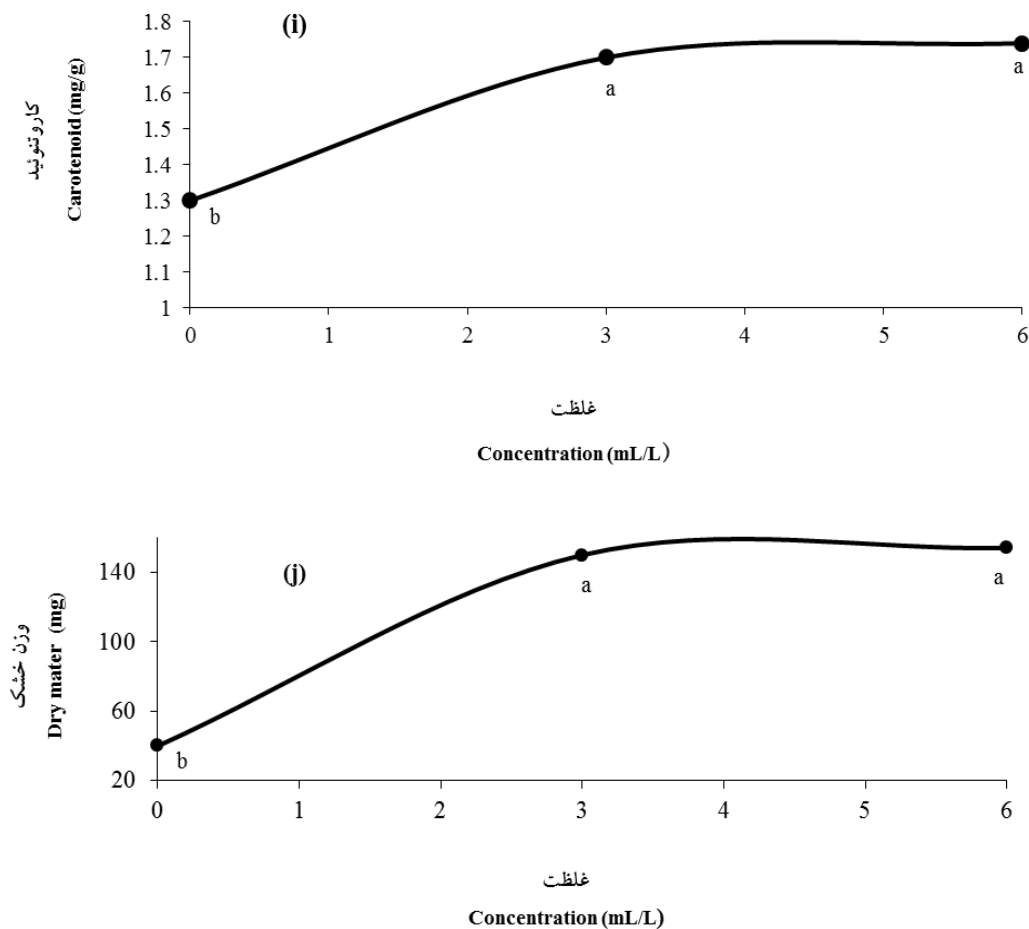 (i)
1.8
1.7
1.6
1.5
1.4
1.3
1.2
1.1
1
کاروتنوئید
Carotenoid (mg/g)
b
a
a
0 1 2 3 4 5 6
غلظت
Concentration (mL/L)
(j)
140
100
60
20
وزن خشک
Dry mater (mg)
b
a
a
0 1 2 3 4 5 6
غلظت
Concentration (mL/L)